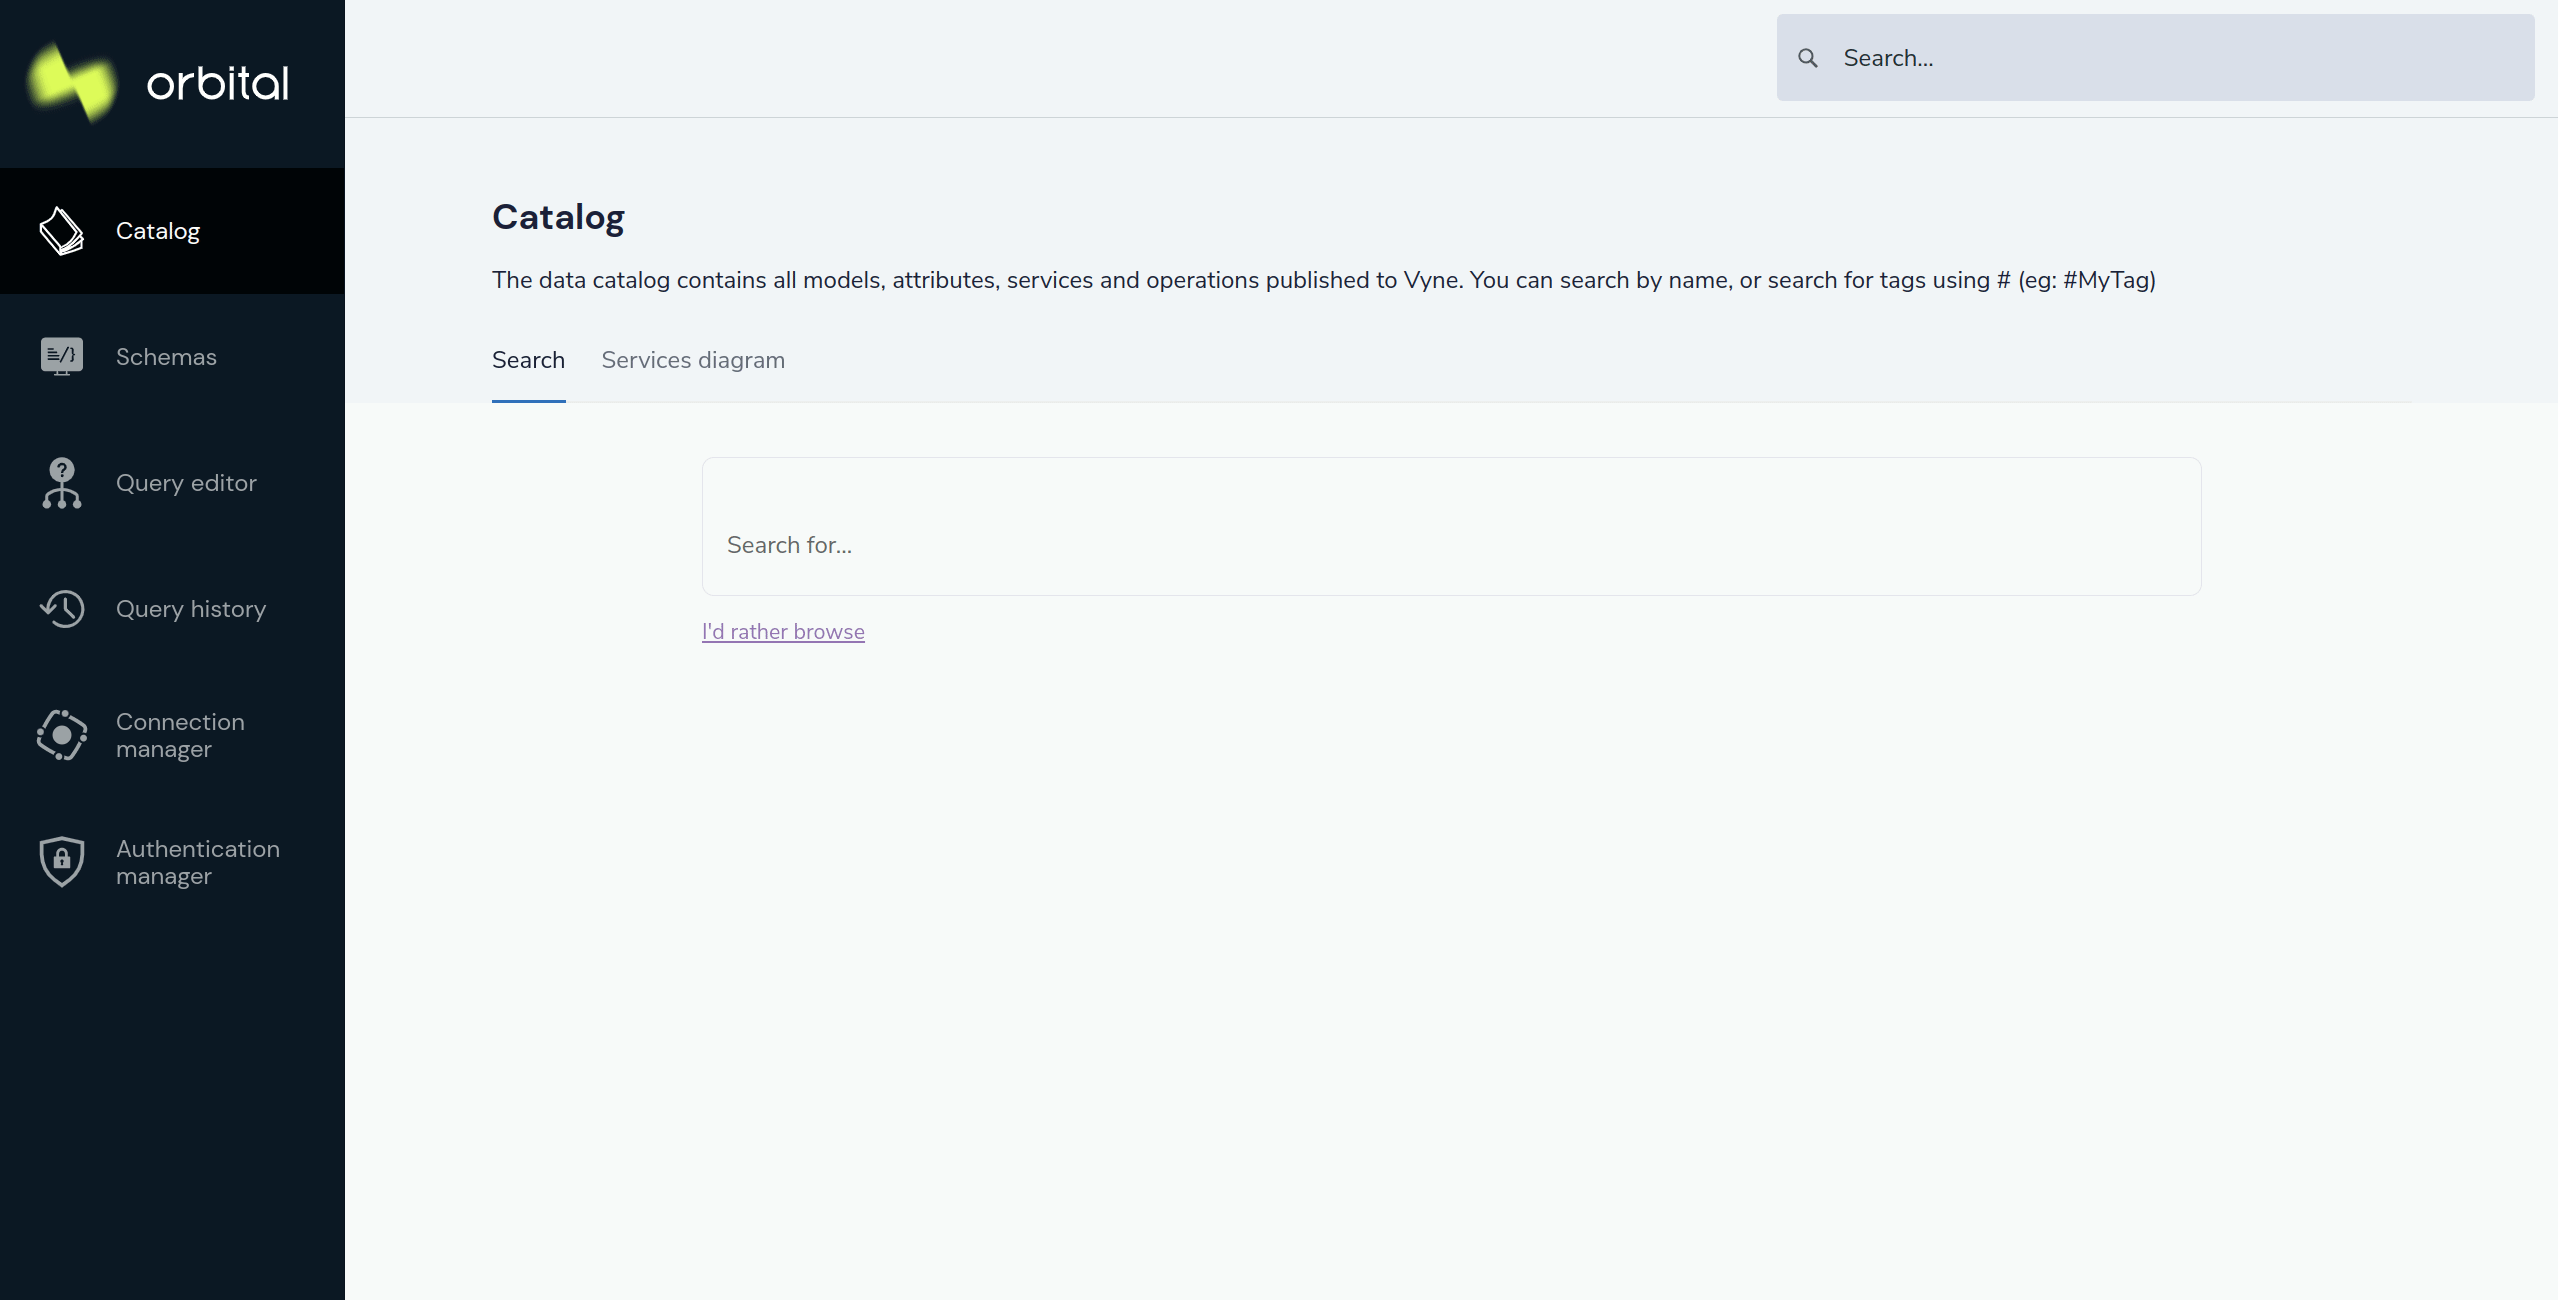 orbital
Catalog
Schemas
Query editor
Query history
Connection
manager
Authentication
manager
Search...
Catalog
The data catalog contains all models, attributes, services and operations published to Vyne. You can search by name, or search for tags using # (eg: #MyTag)
Search
Services diagram
Search for...
I'd rather browse